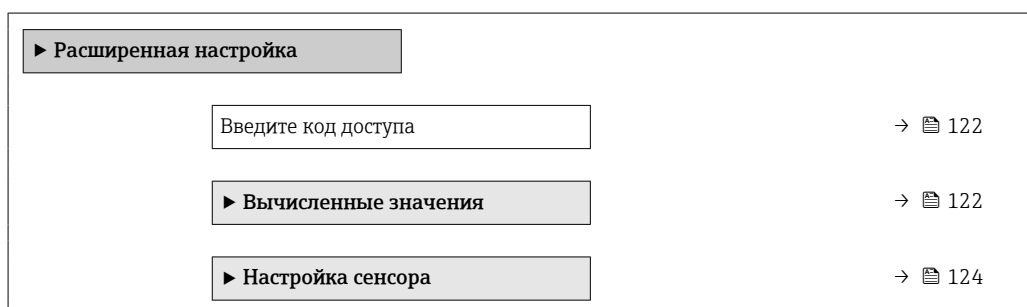 ▶ Расширенная настройка
Введите код доступа → 122
▶ Вычисленные значения → 122
▶ Настройка сенсора → 124